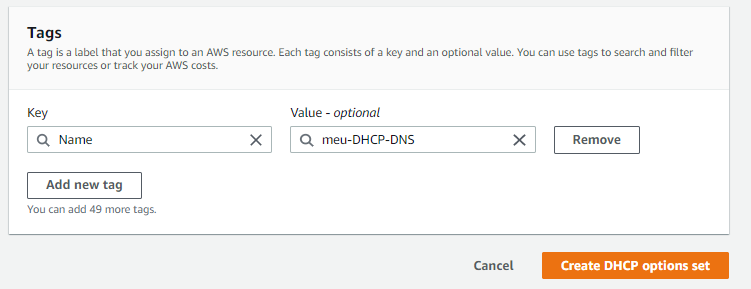 Tags
A tag is a label that you assign to an AWS resource. Each tag consists of a key and an optional value. You can use tags to search and filter
your resources or track your AWS costs.
Key
Value - optional
Name
meu-DHCP-DNS
Remove
Add new tag
You can add 49 more tags.
Cancel
Create DHCP options set